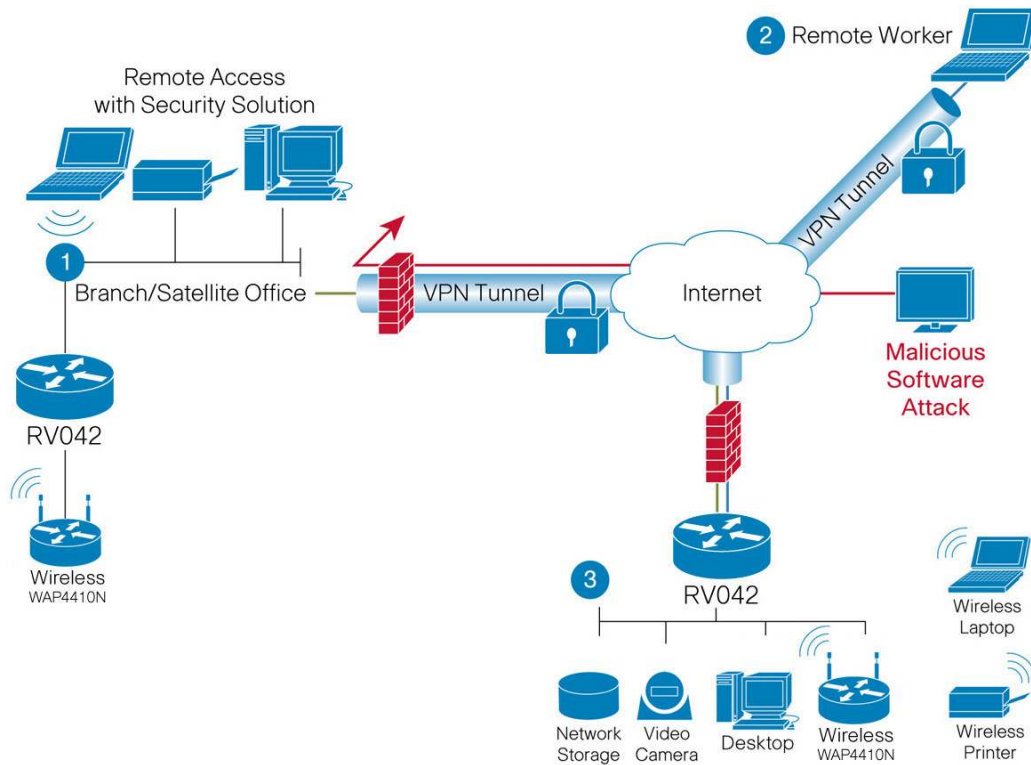 2 Remote Worker
Remote Access
with Security Solution
VPN Tunnel
1
Branch/Satellite Office
VPN Tunnel
Internet
Malicious
Software
Attack
RV042
Wireless
WAP4410N
3
RV042
Wireless
Laptop
Network
Storage
Video
Camera
Desktop
Wireless
WAP4410N
Wireless
Printer